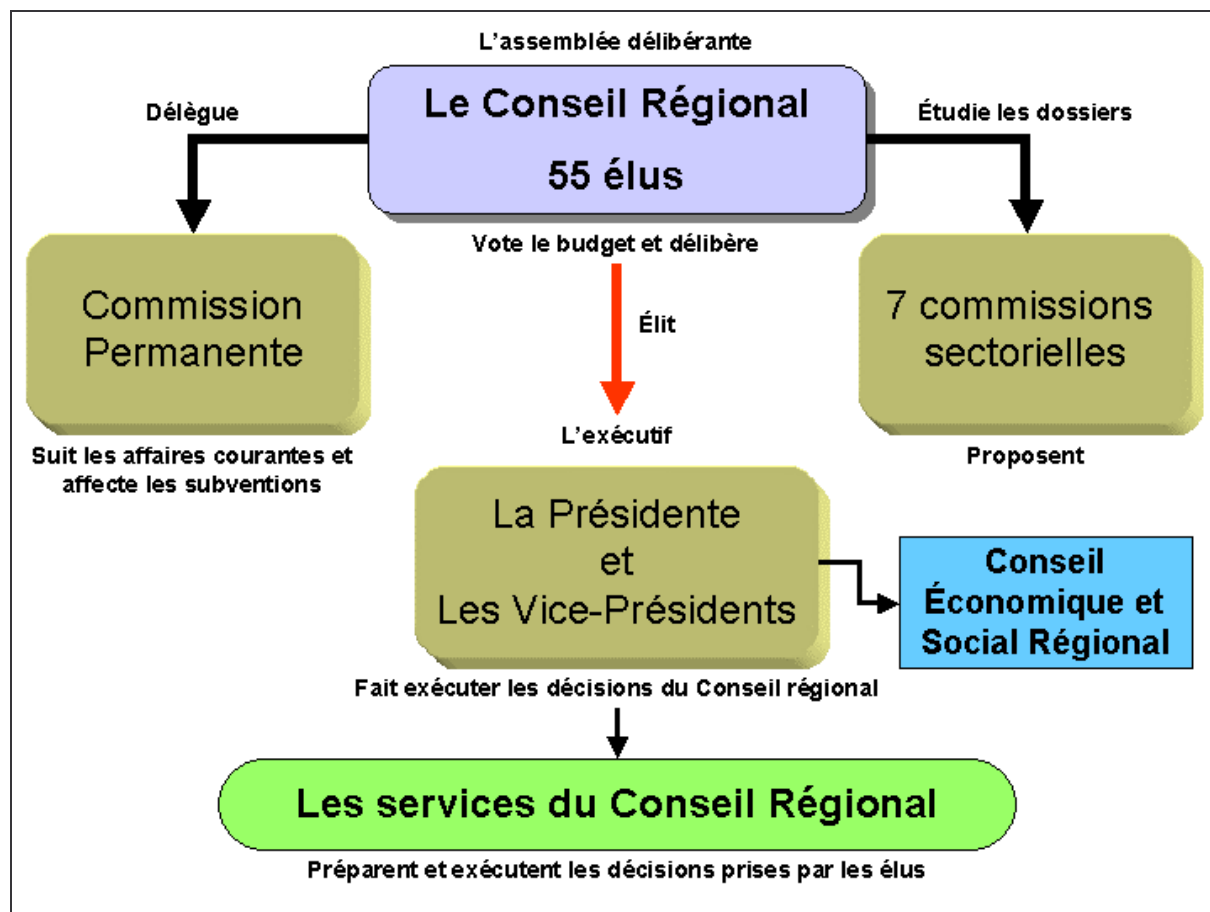 L'assemblée délibérante
Le Conseil Régional
55 élus
Délègue
Étudie les dossiers
Vote le budget et délibère
Commission
Permanente
7 commissions
sectorielles
Élit
Suit les affaires courantes et
affecte les subventions
L'exécutif
Proposent
La Présidente
et
Les Vice-Présidents
Conseil
Économique et
Social Régional
Fait exécuter les décisions du Conseil régional
Les services du Conseil Régional
Préparent et exécutent les décisions prises par les élus